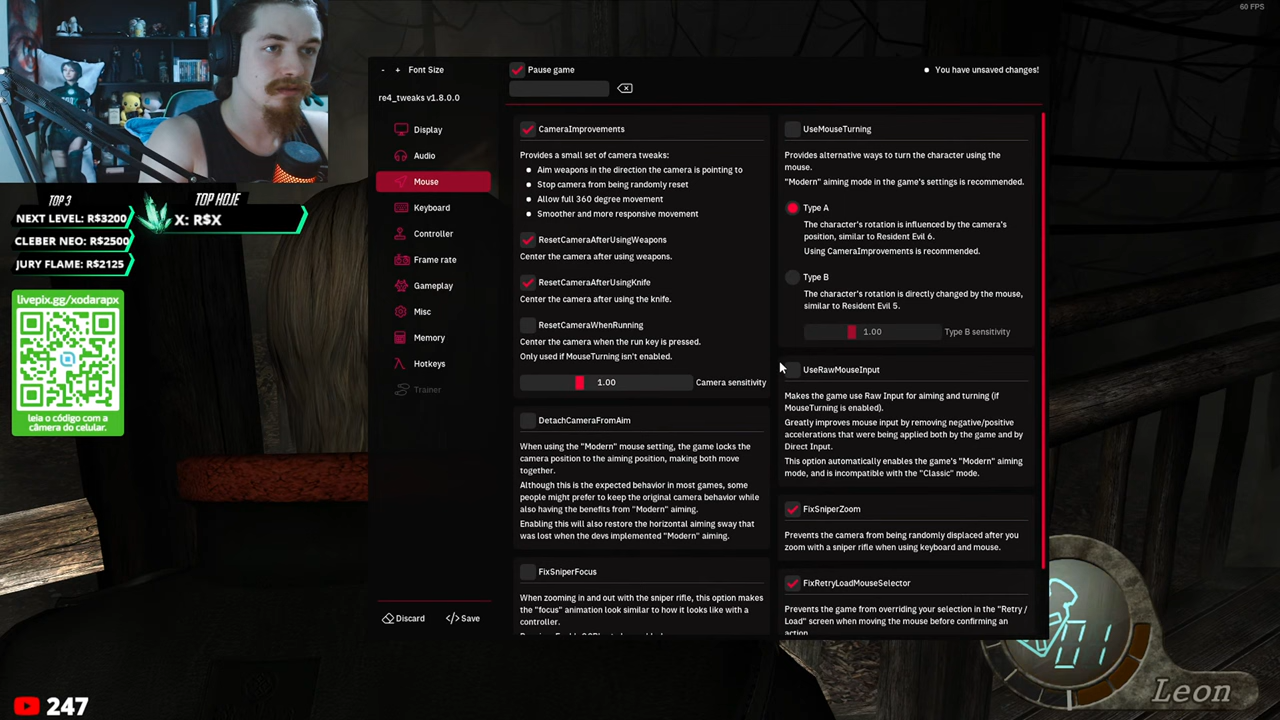 60 FPS
- + Font Size
Pause game
You have unsaved changes!
re4_tweaks v1.8.0.0
Display
Audio
Mouse
Keyboard
Controller
Frame rate
Gameplay
Misc
Memory
Hotkeys
Trainer
Discard
Save
CameraImprovements
Provides a small set of camera tweaks:
Aim weapons in the direction the camera is pointing to
Stop camera from being randomly reset
Allow full 360 degree movement
Smoother and more responsive movement
ResetCameraAfterUsingWeapons
Center the camera after using weapons.
ResetCameraAfterUsingKnife
Center the camera after using the knife.
ResetCameraWhenRunning
Center the camera when the run key is pressed.
Only used if MouseTurning isn't enabled.
1.00 Camera sensitivity
DetachCameraFromAim
When using the "Modern" mouse setting, the game locks the
camera position to the aiming position, making both move
together.
Although this is the expected behavior in most games, some
people might prefer to keep the original camera behavior while
also having the benefits from "Modern" aiming.
Enabling this will also restore the horizontal aiming sway that
was lost when the devs implemented "Modern" aiming.
FixSniperFocus
When zooming in and out with the sniper rifle, this option makes
the "focus" animation look similar to how it looks like with a
controller.
UseMouseTurning
Provides alternative ways to turn the character using the
mouse.
"Modern" aiming mode in the game's settings is recommended.
Type A
The character's rotation is influenced by the camera's
position, similar to Resident Evil 6.
Using CameraImprovements is recommended.
Type B
The character's rotation is directly changed by the mouse,
similar to Resident Evil 5.
1.00 Type B sensitivity
UseRawMouseInput
Makes the game use Raw Input for aiming and turning (if
MouseTurning is enabled).
Greatly improves mouse input by removing negative/positive
accelerations that were being applied both by the game and by
Direct Input.
This option automatically enables the game's "Modern" aiming
mode, and is incompatible with the "Classic" mode.
FixSniperZoom
Prevents the camera from being randomly displaced after you
zoom with a sniper rifle when using keyboard and mouse.
FixRetryLoadMouseSelector
Prevents the game from overriding your selection in the "Retry /
Load" screen when moving the mouse before confirming an
action.
TOP 3
NEXT LEVEL: R$3200
CLEBER NEO: R$2500
JURY FLAME: R$2125
TOP HOJE
X: R$X
livepix.gg/xodarapx
leia o código com a
câmera do celular.
247
01
Leon